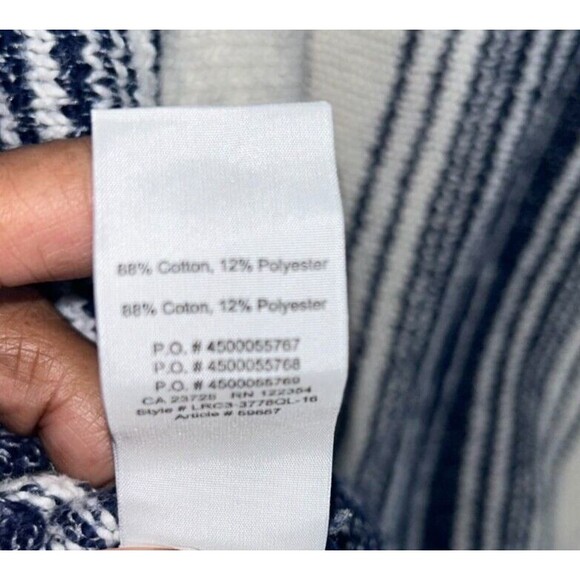 88% Cotton, 12% Polyester
88% Coton, 12% Polyester
P.O. # 4500055767
P.O. # 4500055768
P.O. # 4500055769
CA 23728 RN 122354
Style # LRC3-3778QL-16
Article # 59667